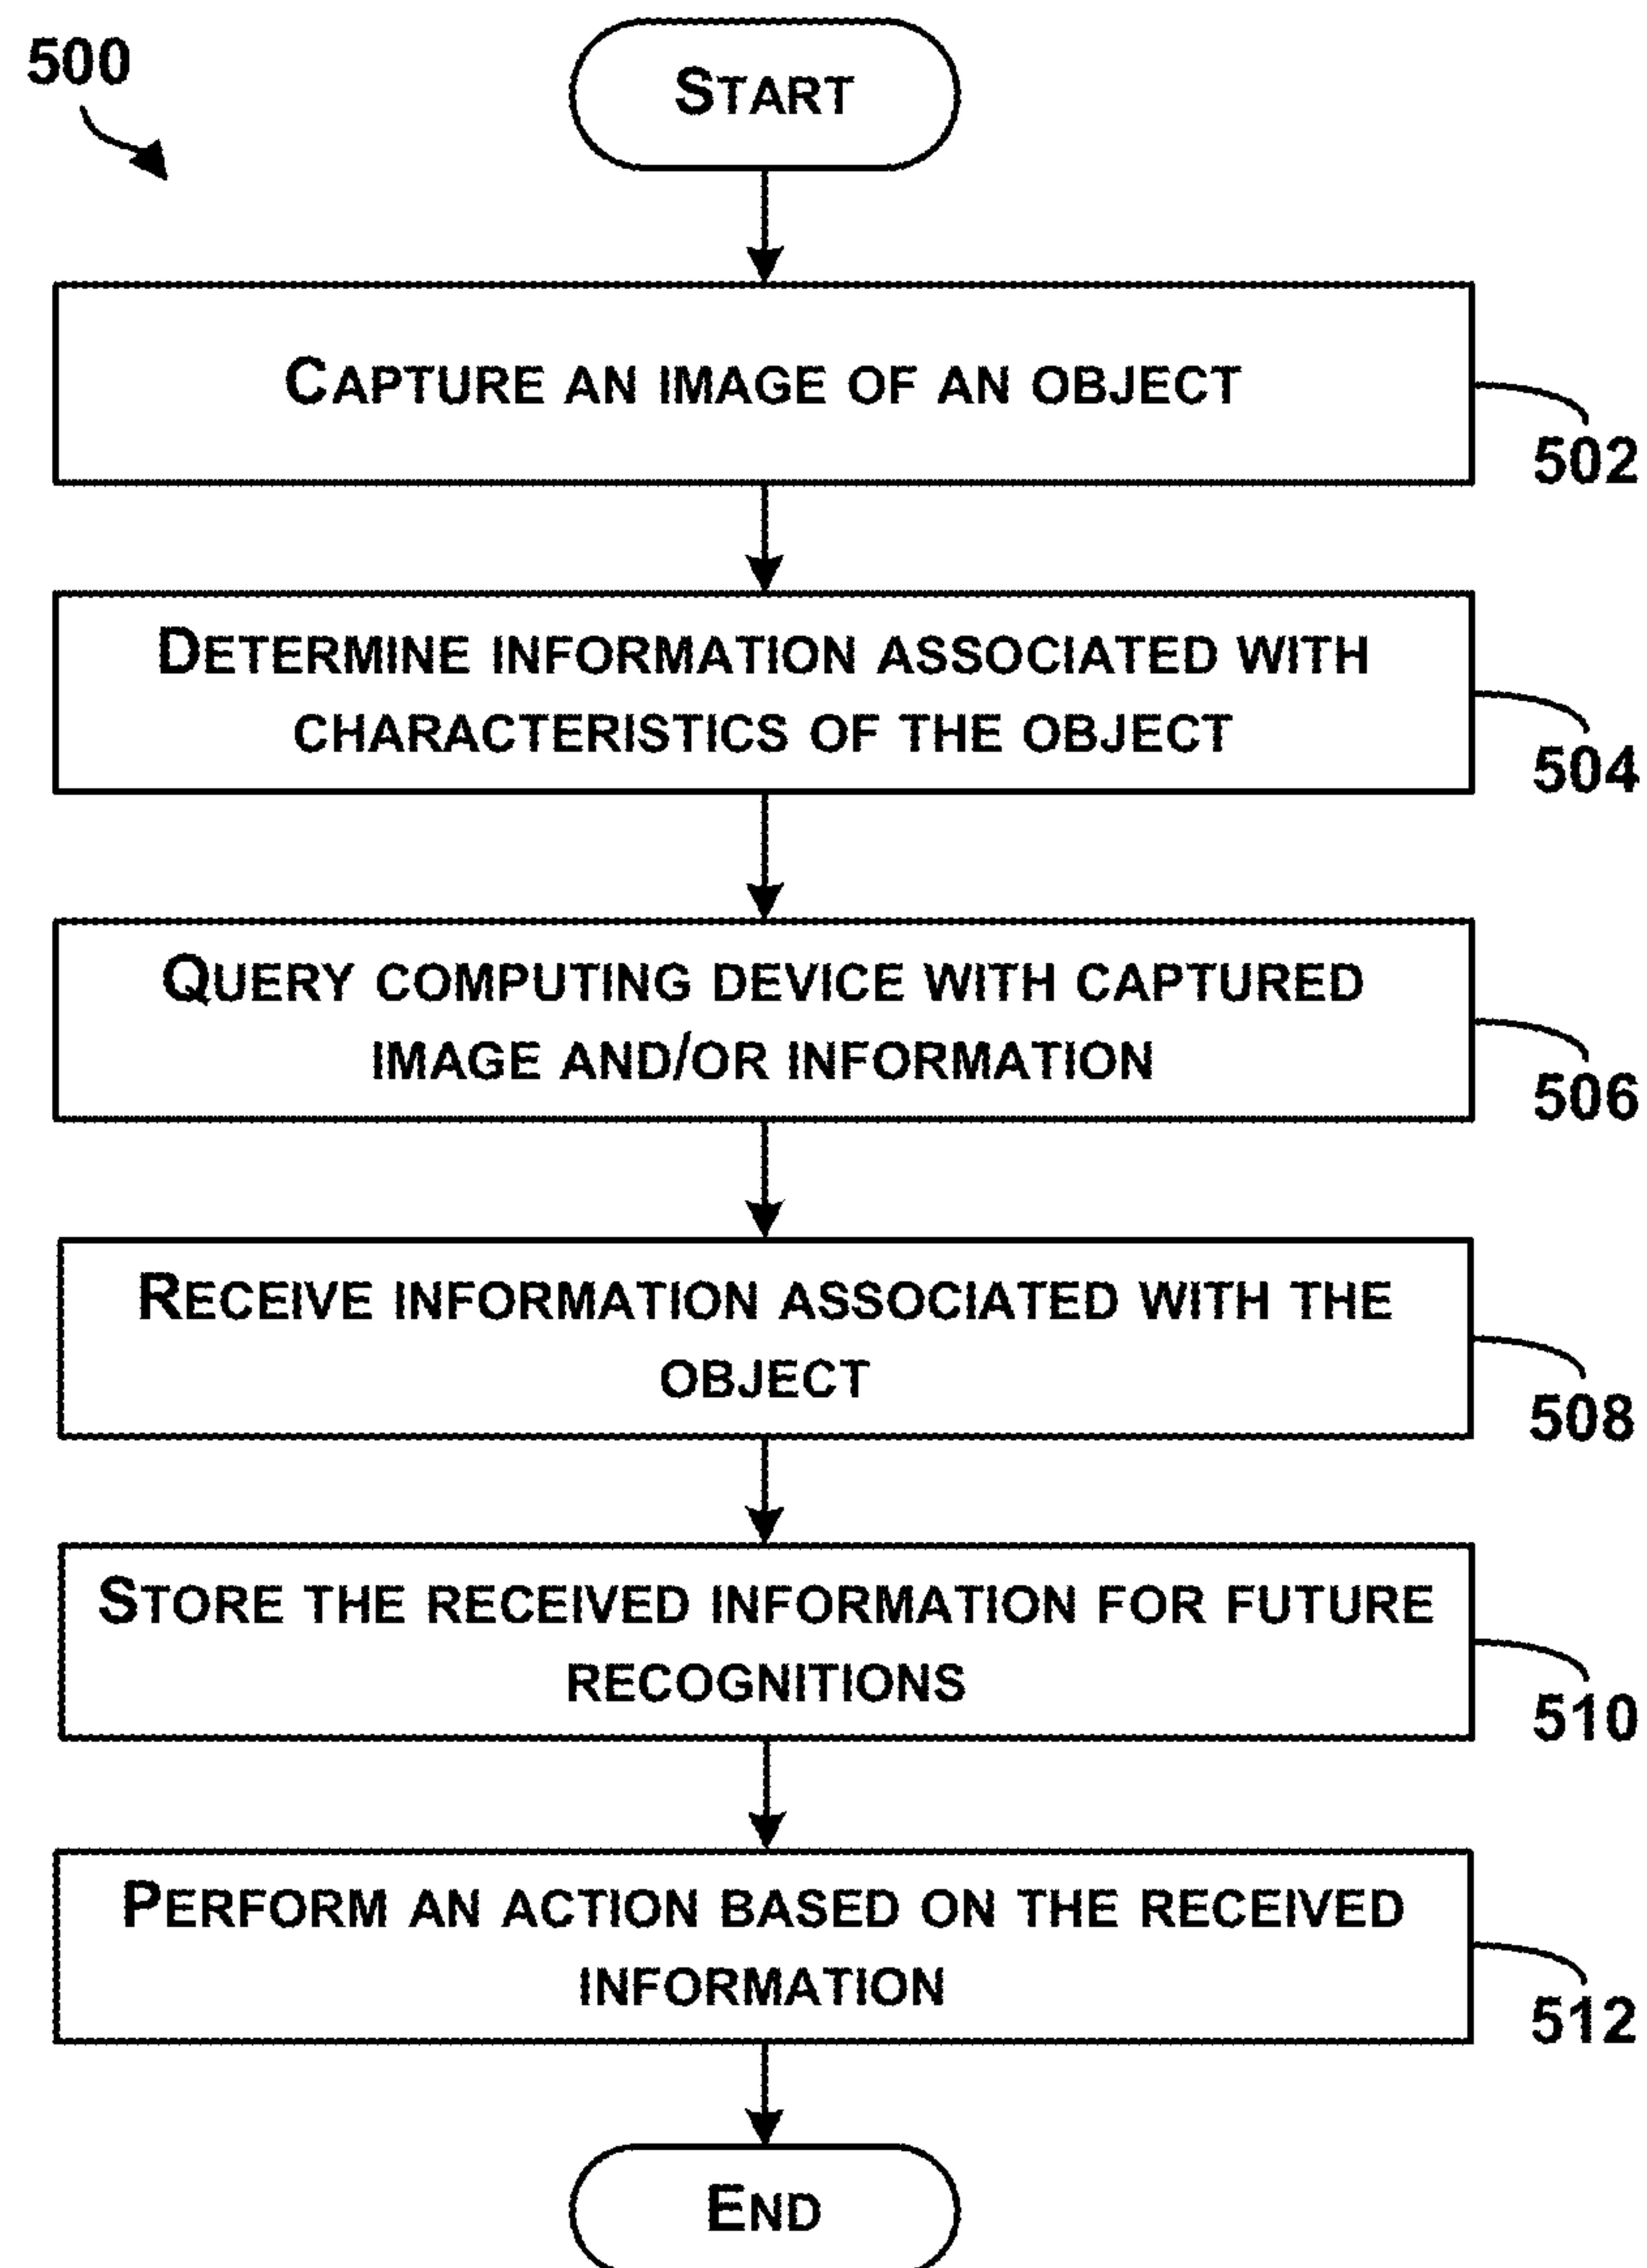 500
START
CAPTURE AN IMAGE OF AN OBJECT
502
DETERMINE INFORMATION ASSOCIATED WITH
CHARACTERISTICS OF THE OBJECT
504
QUERY COMPUTING DEVICE WITH CAPTURED
IMAGE AND/OR INFORMATION
506
RECEIVE INFORMATION ASSOCIATED WITH THE
OBJECT
508
STORE THE RECEIVED INFORMATION FOR FUTURE
RECOGNITIONS
510
PERFORM AN ACTION BASED ON THE RECEIVED
INFORMATION
512
END